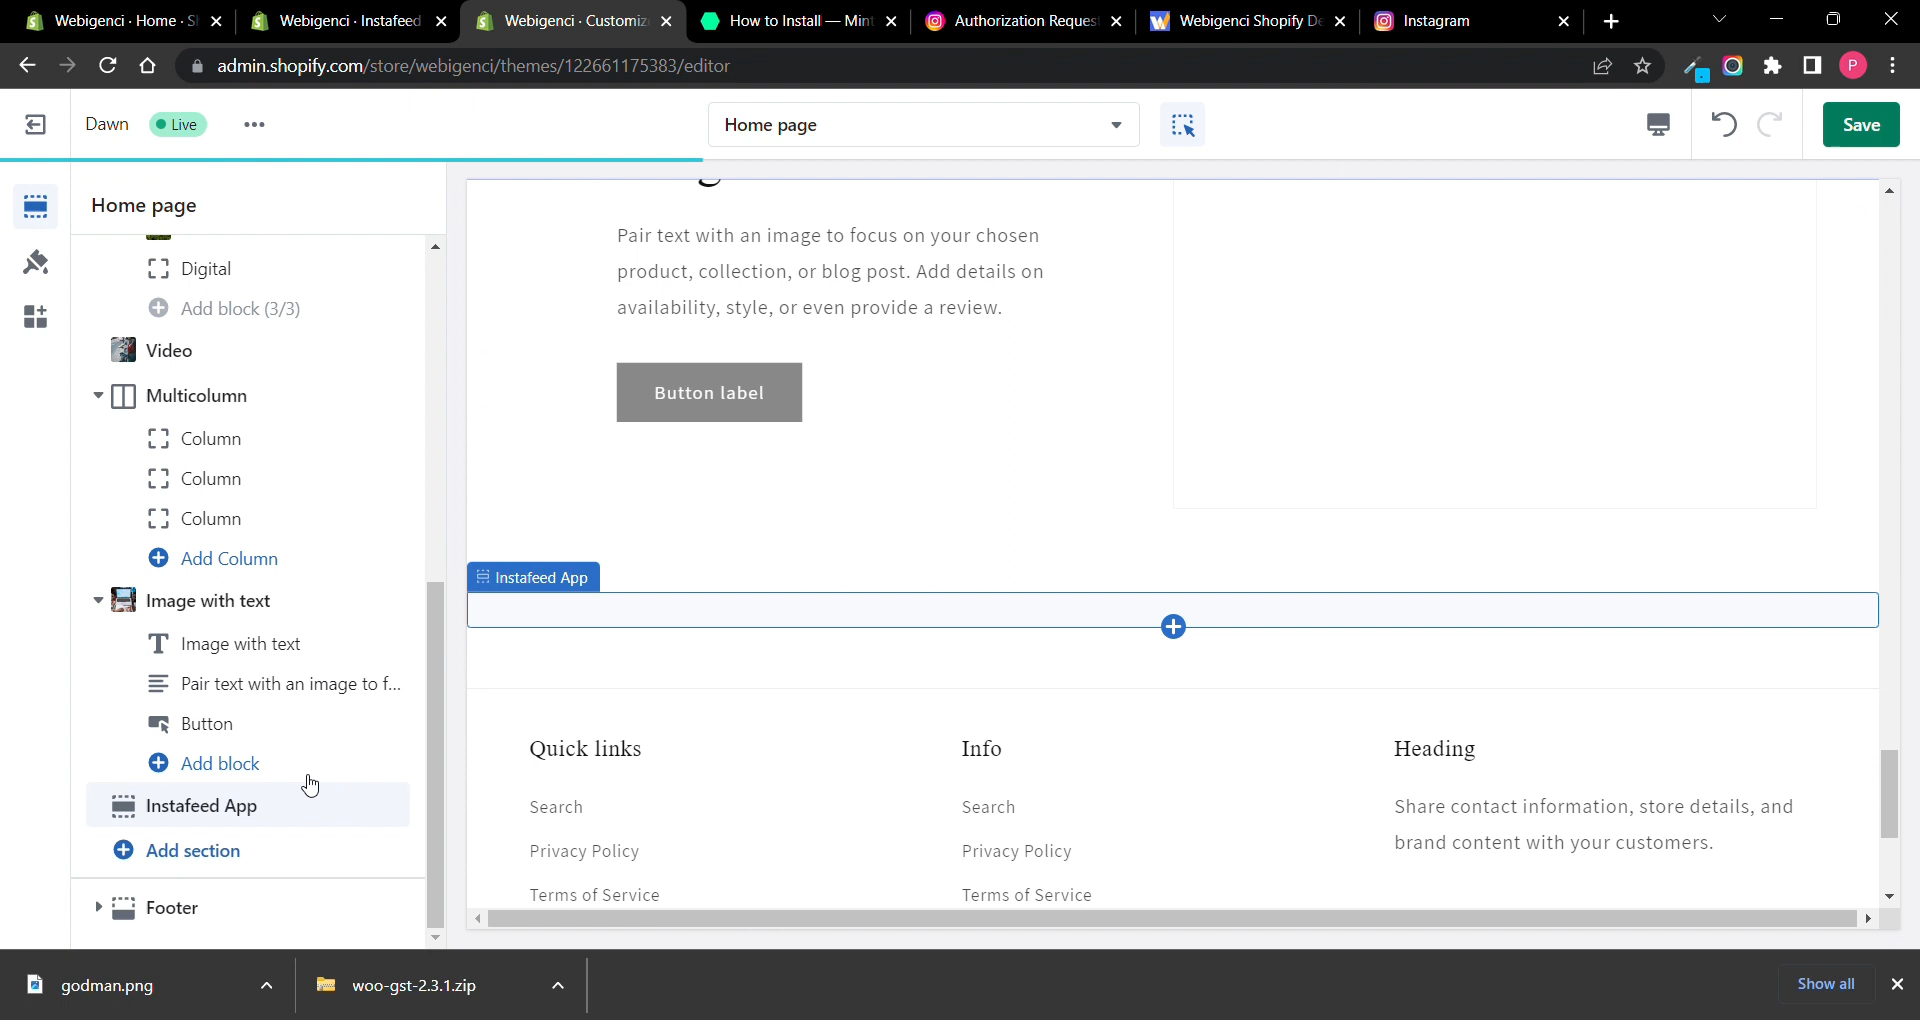 Webigenci · Home · S
Webigenci · Instafeed
Webigenci · Customiz
How to Install — Min
Authorization Reques
Webigenci Shopify De
Instagram
admin.shopify.com/store/webigenci/themes/122661175383/editor
P
Dawn
Live
Home page
Save
Home page
Digital
Add block (3/3)
Video
Multicolumn
Column
Column
Column
Add Column
Image with text
Image with text
Pair text with an image to f...
Button
Add block
Instafeed App
Add section
Footer
Pair text with an image to focus on your chosen
product, collection, or blog post. Add details on
availability, style, or even provide a review.
Button label
Instafeed App
Quick links
Search
Privacy Policy
Terms of Service
Info
Search
Privacy Policy
Terms of Service
Heading
Share contact information, store details, and
brand content with your customers.
godman.png
woo-gst-2.3.1.zip
Show all